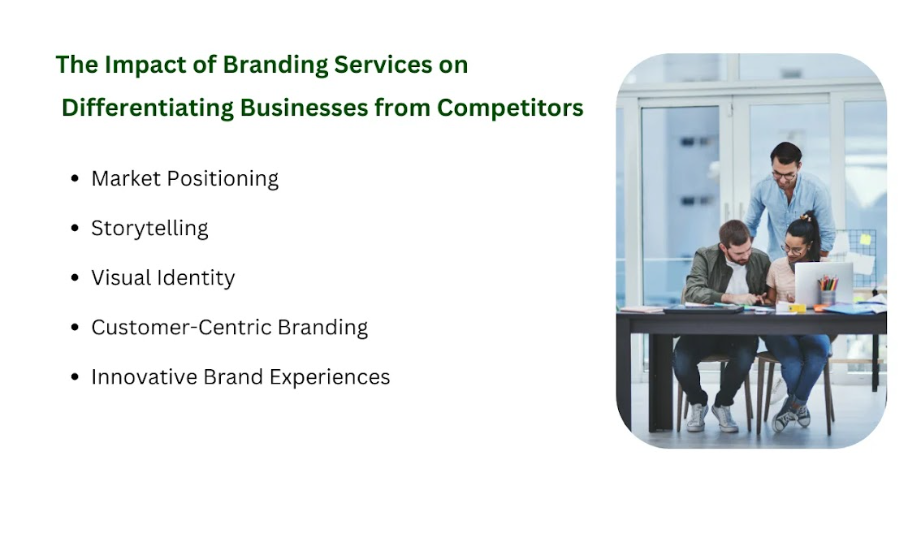 The Impact of Branding Services on
Differentiating Businesses from Competitors
• Market Positioning
• Storytelling
• Visual Identity
• Customer-Centric Branding
• Innovative Brand Experiences